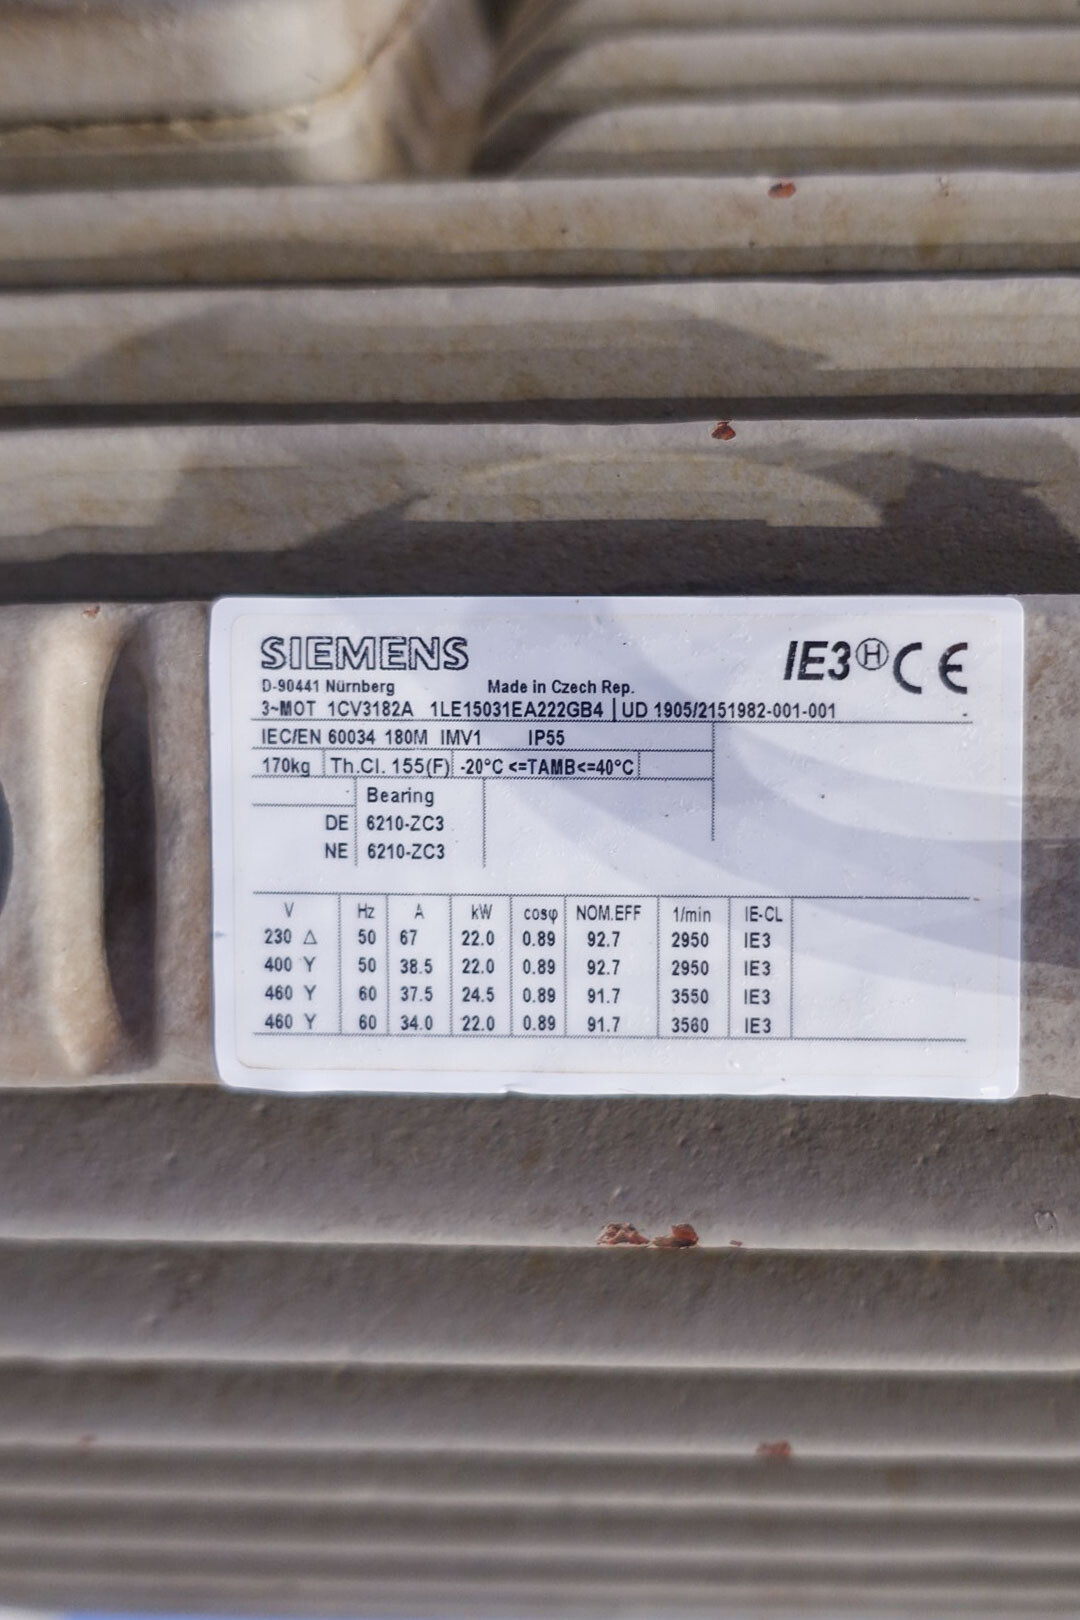 SIEMENS IE3 Ⓗ CE
D-90441 Nürnberg Made in Czech Rep.
3~MOT 1CV3182A 1LE15031EA222GB4 UD 1905/2151982-001-001
IEC/EN 60034 180M IMV1 IP55
170kg Th.Cl. 155(F) -20°C <=TAMB<=40°C
Bearing
DE 6210-ZC3
NE 6210-ZC3
V Hz A kW cosφ NOM.EFF 1/min IE-CL
230 Δ 50 67 22.0 0.89 92.7 2950 IE3
400 Y 50 38.5 22.0 0.89 92.7 2950 IE3
460 Y 60 37.5 24.5 0.89 91.7 3550 IE3
460 Y 60 34.0 22.0 0.89 91.7 3560 IE3